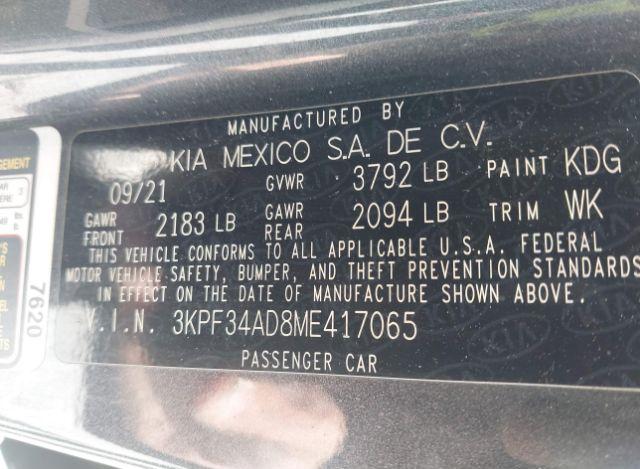 MANUFACTURED BY
KIA MEXICO S.A. DE C.V.
09/21 GVWR 3792 LB PAINT KDG
GAWR FRONT 2183 LB GAWR REAR 2094 LB TRIM WK
THIS VEHICLE CONFORMS TO ALL APPLICABLE U.S.A. FEDERAL
MOTOR VEHICLE SAFETY, BUMPER, AND THEFT PREVENTION STANDARDS
IN EFFECT ON THE DATE OF MANUFACTURE SHOWN ABOVE.
V.I.N. 3KPF34AD8ME417065
PASSENGER CAR
7620